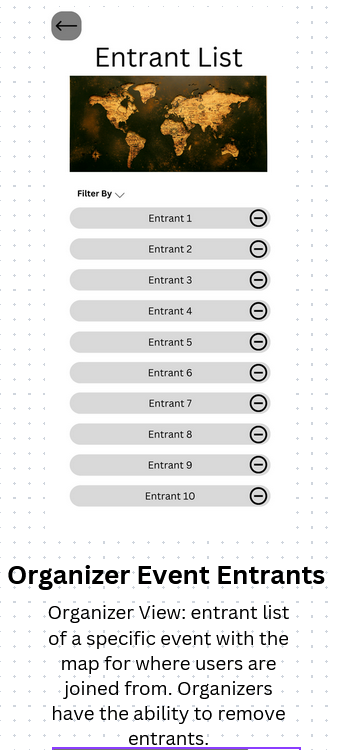 Entrant List
Filter By
Entrant 1
Entrant 2
Entrant 3
Entrant 4
Entrant 5
Entrant 6
Entrant 7
Entrant 8
Entrant 9
Entrant 10
Organizer Event Entrants
Organizer View: entrant list
of a specific event with the
map for where users are
joined from. Organizers
have the ability to remove
entrants.